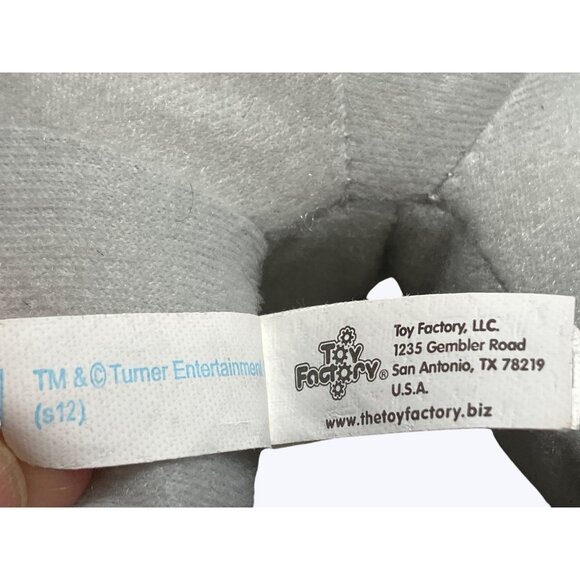 TM & © Turner Entertainment
(s12)
Toy
Factory®
Toy Factory, LLC.
1235 Gembler Road
San Antonio, TX 78219
U.S.A.
www.thetoyfactory.biz